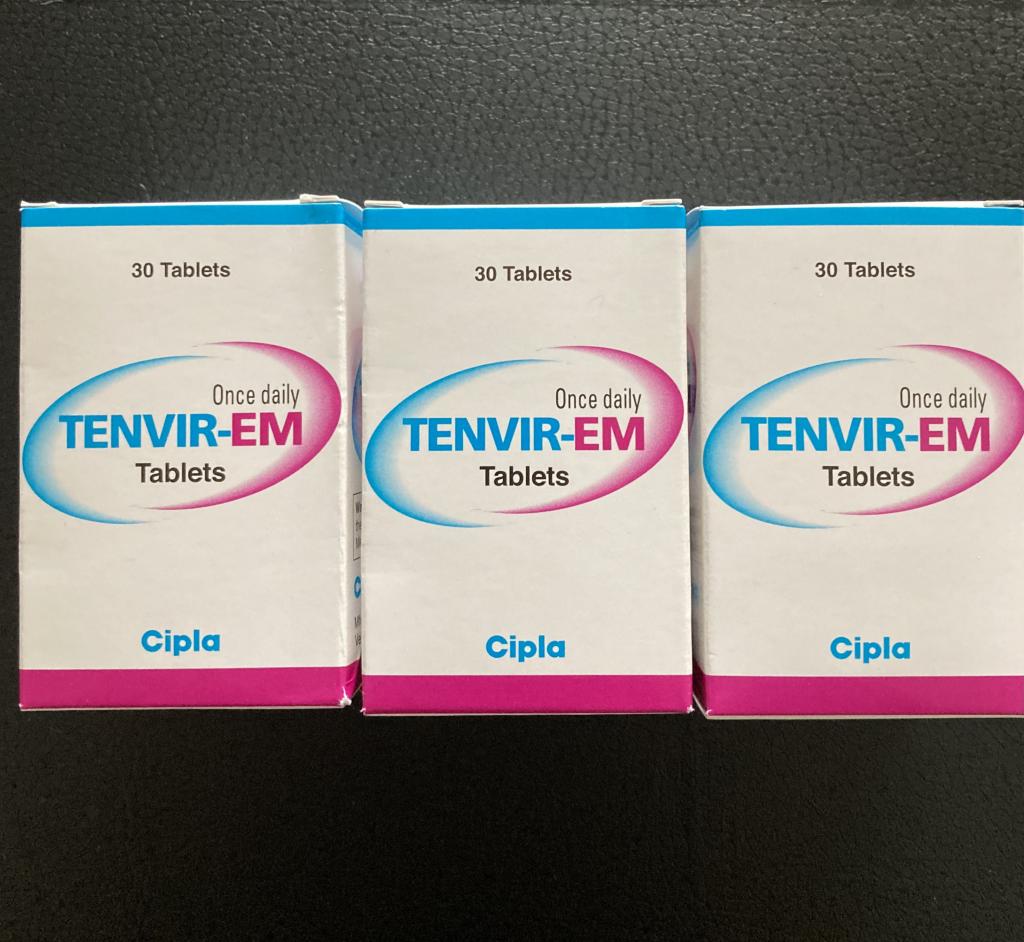 30 Tablets
Once daily
TENVIR-EM
Tablets
Cipla
30 Tablets
Once daily
TENVIR-EM
Tablets
Cipla
30 Tablets
Once daily
TENVIR-EM
Tablets
Cipla